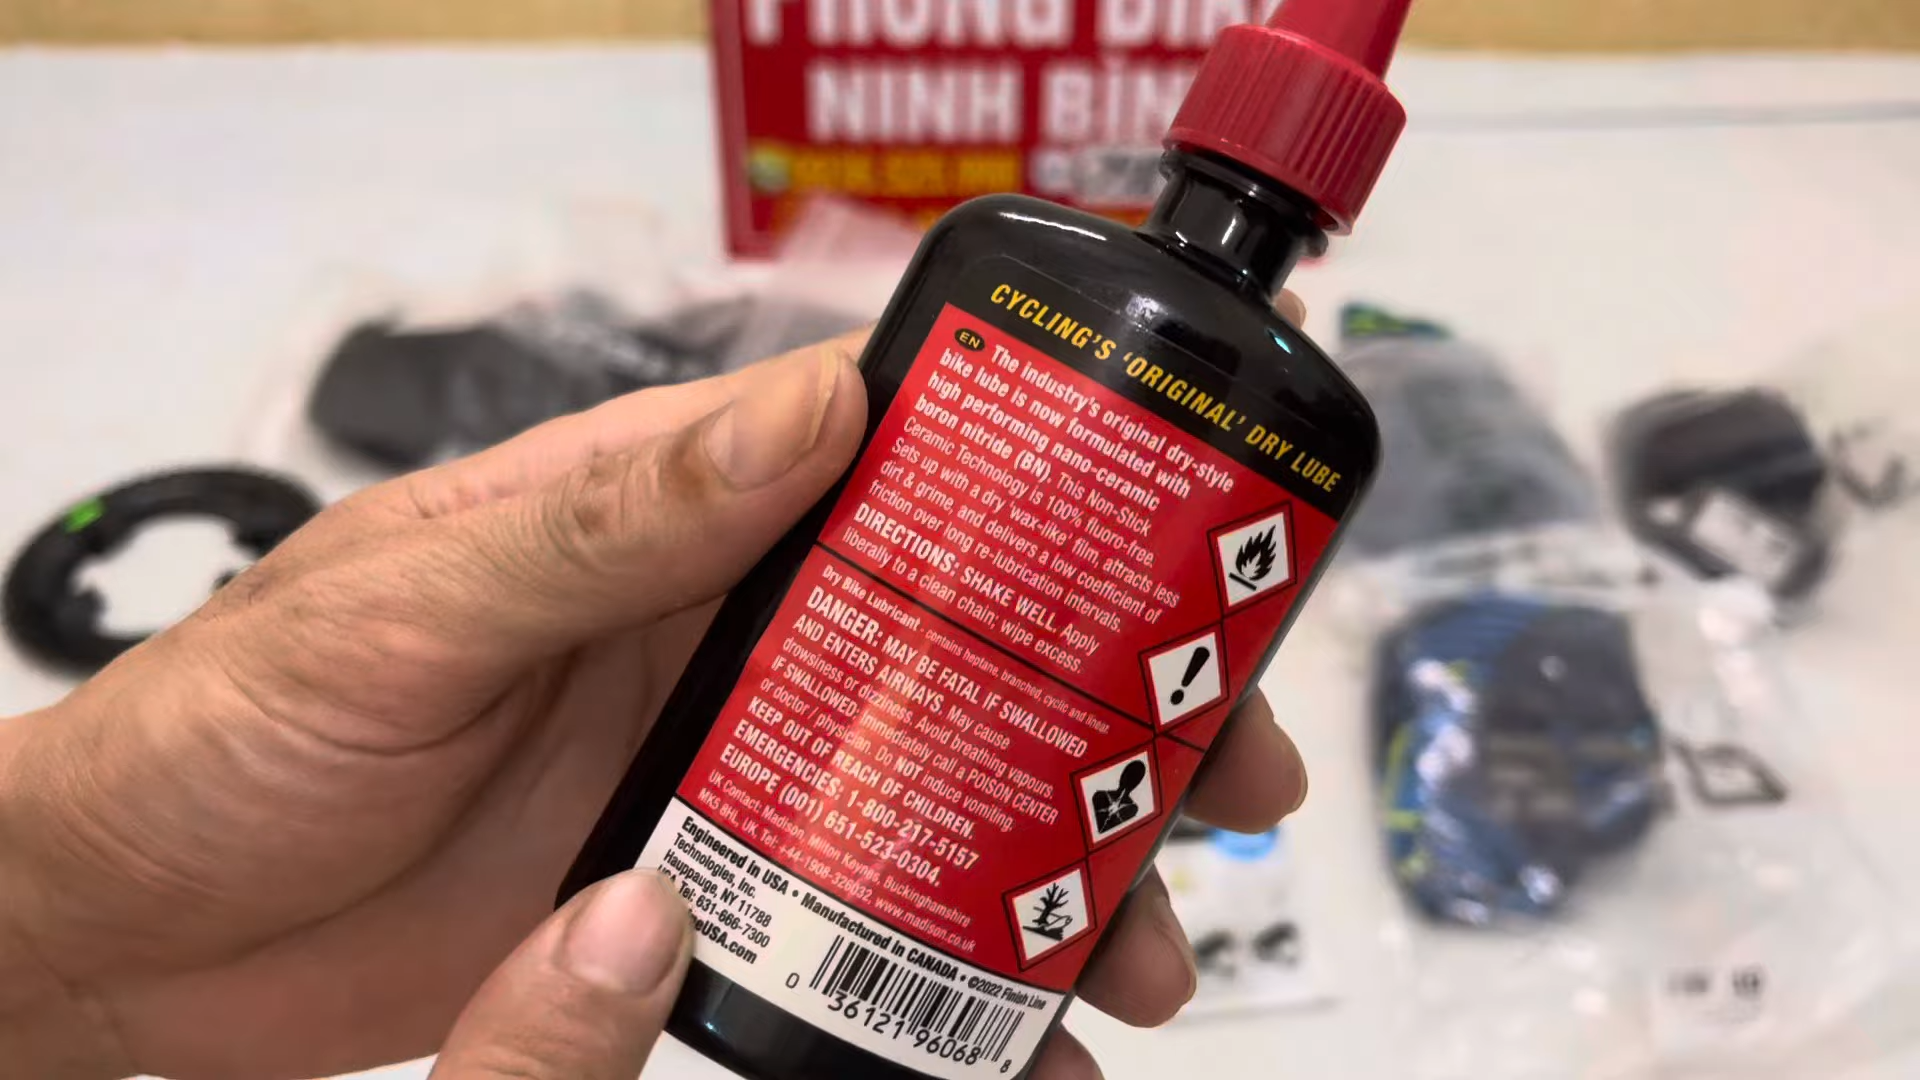 PHONG BIK
NINH BÌN
CYCLING'S 'ORIGINAL' DRY LUBE
EN The industry's original dry-style
bike lube is now formulated with
high performing nano-ceramic
boron nitride (BN). This Non-Stick
Ceramic Technology is 100% fluoro-free.
Sets up with a dry 'wax-like' film, attracts less
dirt & grime, and delivers a low coefficient of
friction over long re-lubrication intervals.
DIRECTIONS: SHAKE WELL. Apply
liberally to a clean chain; wipe excess.
Dry Bike Lubricant - contains heptane, branched, cyclic and linear
DANGER: MAY BE FATAL IF SWALLOWED
AND ENTERS AIRWAYS. May cause
drowsiness or dizziness. Avoid breathing vapours.
IF SWALLOWED: Immediately call a POISON CENTER
or doctor / physician. Do NOT induce vomiting.
KEEP OUT OF REACH OF CHILDREN.
EMERGENCIES: 1-800-217-5157
EUROPE (001) 651-523-0304.
UK Contact: Madison, Milton Keynes, Buckinghamshire
MK5 8HL, UK. Tel: +44-1908-326032, www.madison.co.uk
Engineered in USA • Manufactured in CANADA • ©2022 Finish Line
Technologies, Inc.
Hauppauge, NY 11788
USA Tel: 631-666-7300
neUSA.com
0 36121 96068 8